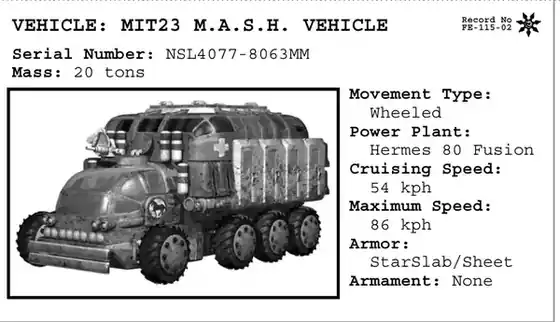 VEHICLE: MIT23 M.A.S.H. VEHICLE
Record No
FE-115-02
Serial Number: NSL4077-8063MM
Mass: 20 tons
Movement Type:
Wheeled
Power Plant:
Hermes 80 Fusion
Cruising Speed:
54 kph
Maximum Speed:
86 kph
Armor:
StarSlab/Sheet
Armament: None